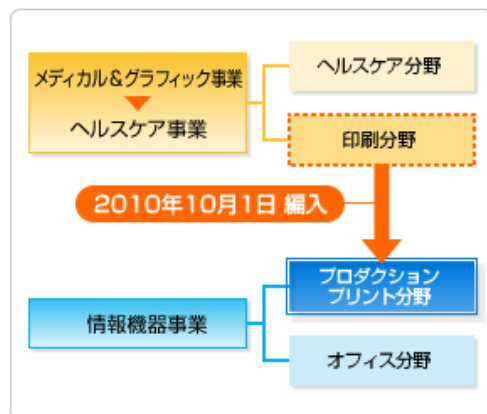 メディカル&グラフィック事業
ヘルスケア事業
ヘルスケア分野
印刷分野
2010年10月1日 編入
プロダクション
プリント分野
情報機器事業
オフィス分野